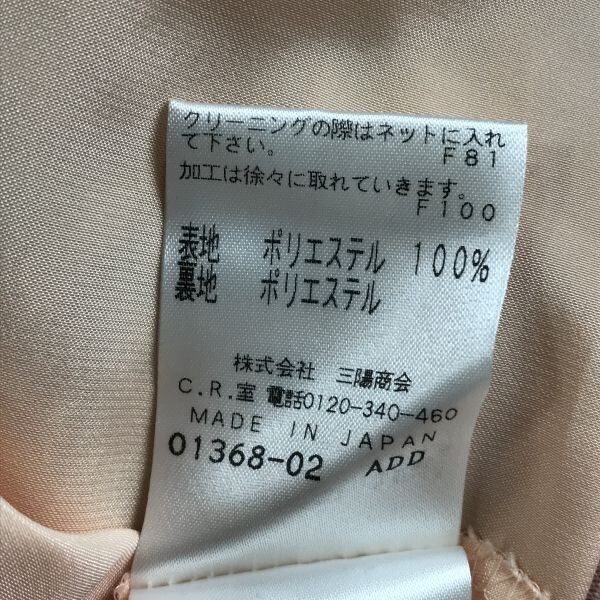 クリーニングの際はネットに入れ
て下さい。 F81
加工は徐々に取れていきます。
F100
表地 ポリエステル 100%
裏地 ポリエステル
株式会社 三陽商会
C.R.室 電話0120-340-460
MADE IN JAPAN
01368-02 ADD